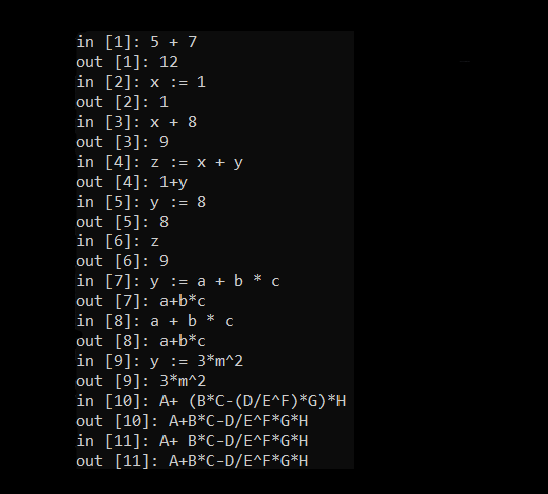 in [1]: 5 + 7
out [1]: 12
in [2]: x := 1
out [2]: 1
in [3]: x + 8
out [3]: 9
in [4]: z := x + y
out [4]: 1+y
in [5]: y := 8
out [5]: 8
in [6]: z
out [6]: 9
in [7]: y := a + b * c
out [7]: a+b*c
in [8]: a + b * c
out [8]: a+b*c
in [9]: y := 3*m^2
out [9]: 3*m^2
in [10]: A+ (B*C-(D/E^F)*G)*H
out [10]: A+B*C-D/E^F*G*H
in [11]: A+ B*C-D/E^F*G*H
out [11]: A+B*C-D/E^F*G*H